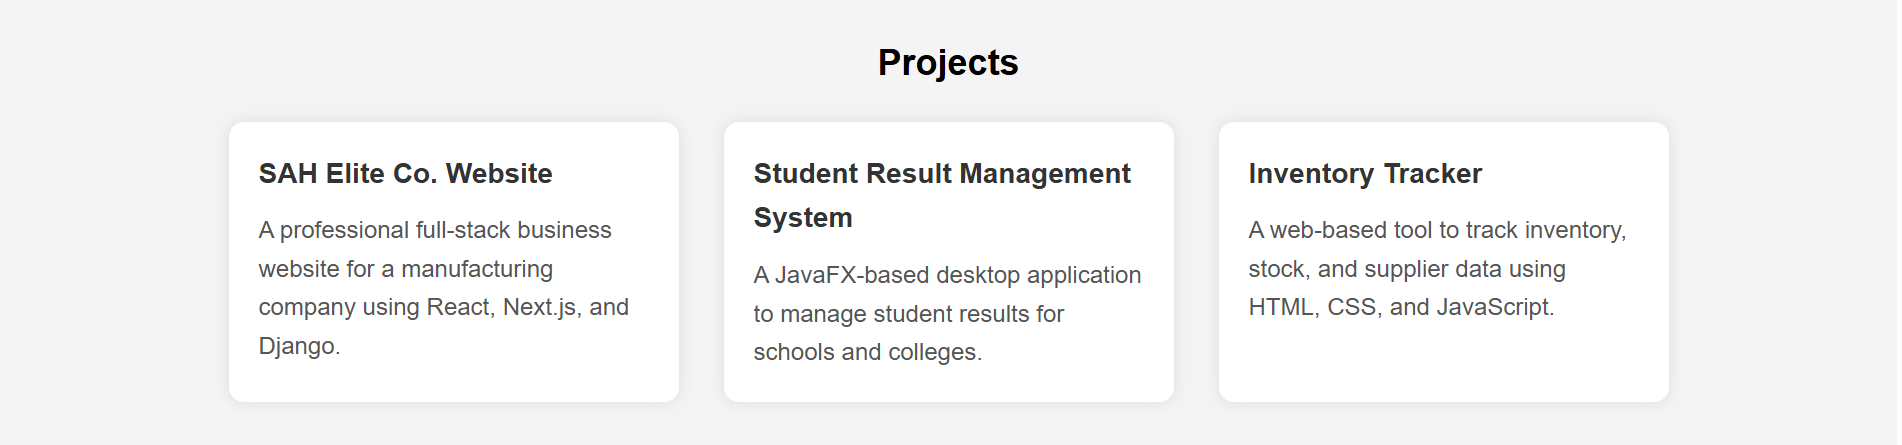 Projects
SAH Elite Co. Website
A professional full-stack business
website for a manufacturing
company using React, Next.js, and
Django.
Student Result Management
System
A JavaFX-based desktop application
to manage student results for
schools and colleges.
Inventory Tracker
A web-based tool to track inventory,
stock, and supplier data using
HTML, CSS, and JavaScript.